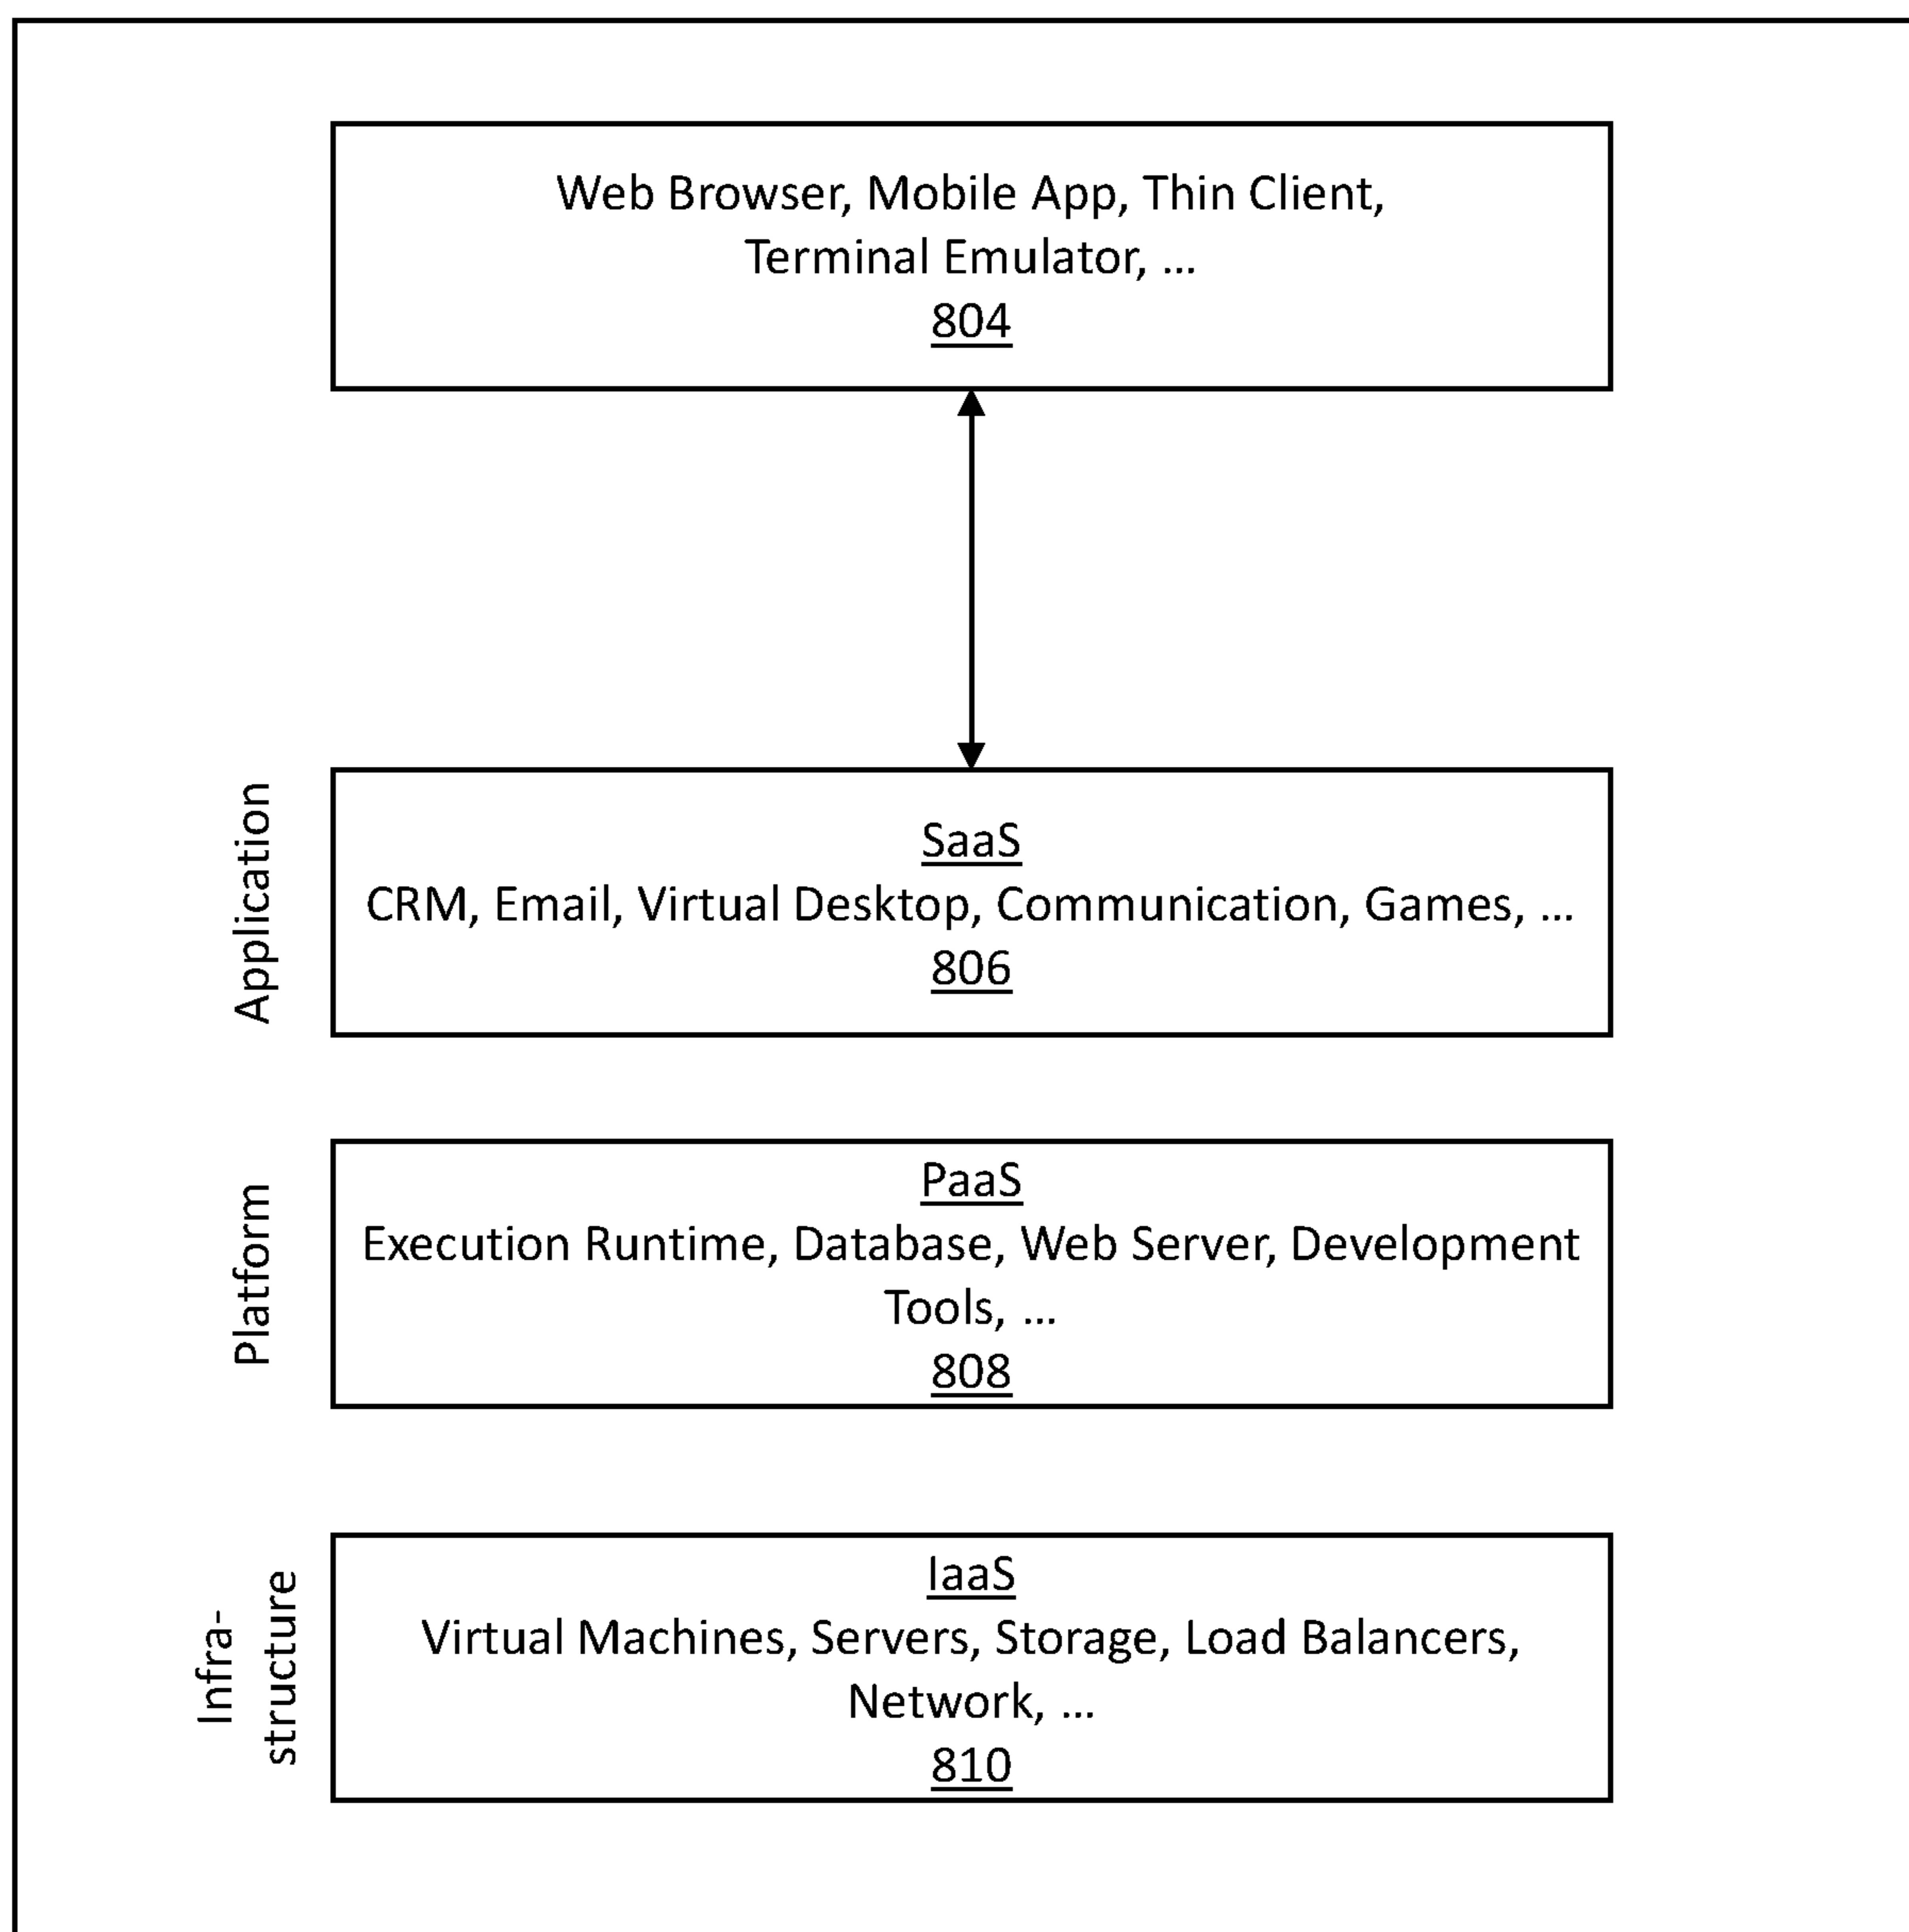 Web Browser, Mobile App, Thin Client,
Terminal Emulator, ...
804
Application
SaaS
CRM, Email, Virtual Desktop, Communication, Games, ...
806
Platform
PaaS
Execution Runtime, Database, Web Server, Development
Tools, ...
808
Infra-
structure
IaaS
Virtual Machines, Servers, Storage, Load Balancers,
Network, ...
810